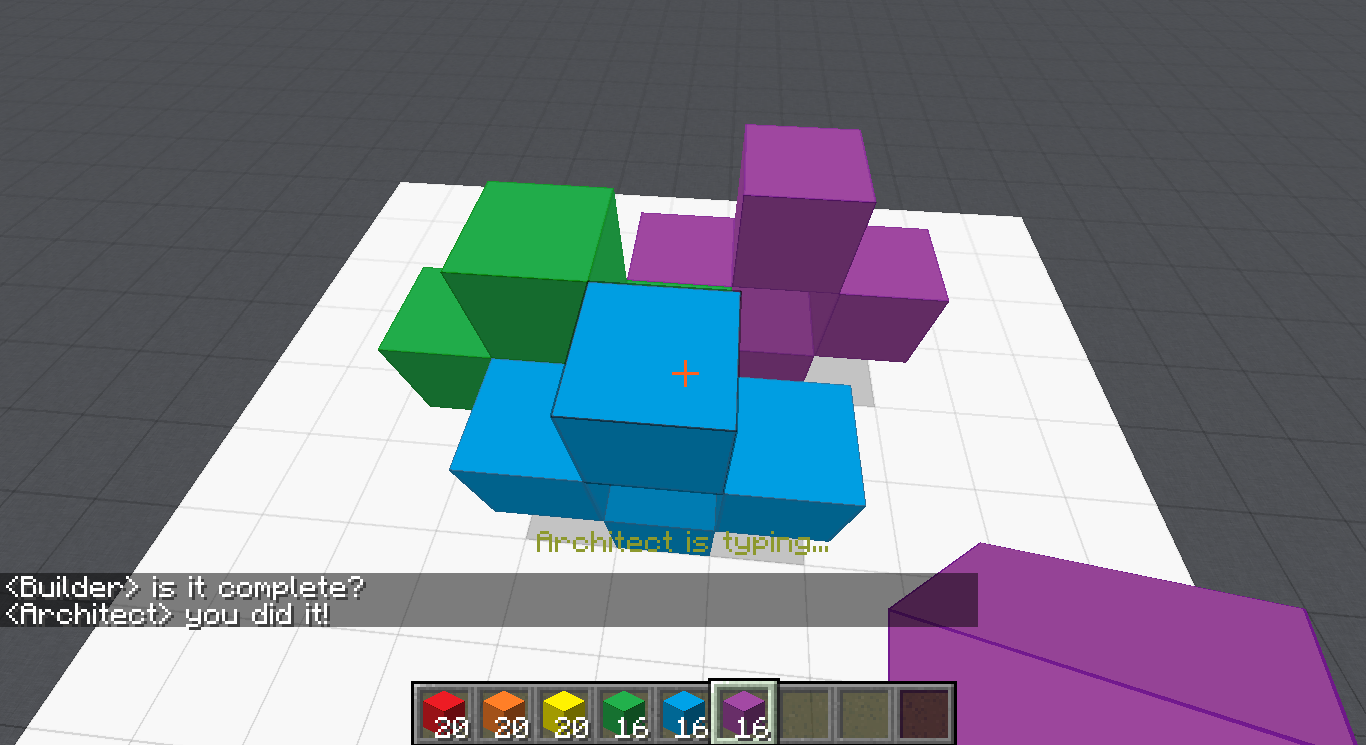 Architect is typing...
<Builder> is it complete?
<Architect> you did it!
20 20 20 16 16 16